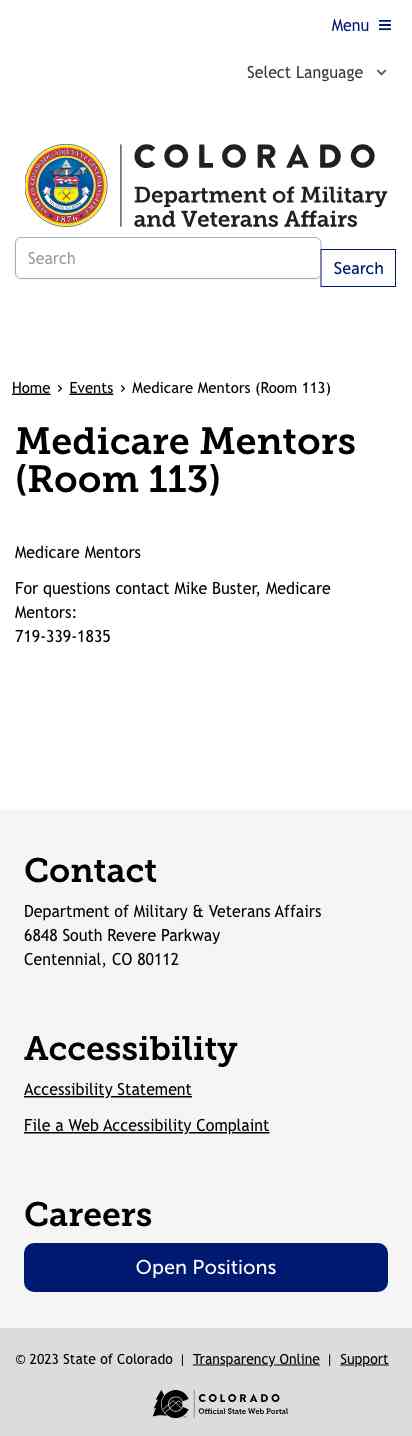 Menu
Select Language
COLORADO
Department of Military
and Veterans Affairs
1876
Search
Search
Home > Events > Medicare Mentors (Room 113)
Medicare Mentors
(Room 113)
Medicare Mentors
For questions contact Mike Buster, Medicare
Mentors:
719-339-1835
Contact
Department of Military & Veterans Affairs
6848 South Revere Parkway
Centennial, CO 80112
Accessibility
Accessibility Statement
File a Web Accessibility Complaint
Careers
Open Positions
© 2023 State of Colorado | Transparency Online | Support
COLORADO
Official State Web Portal